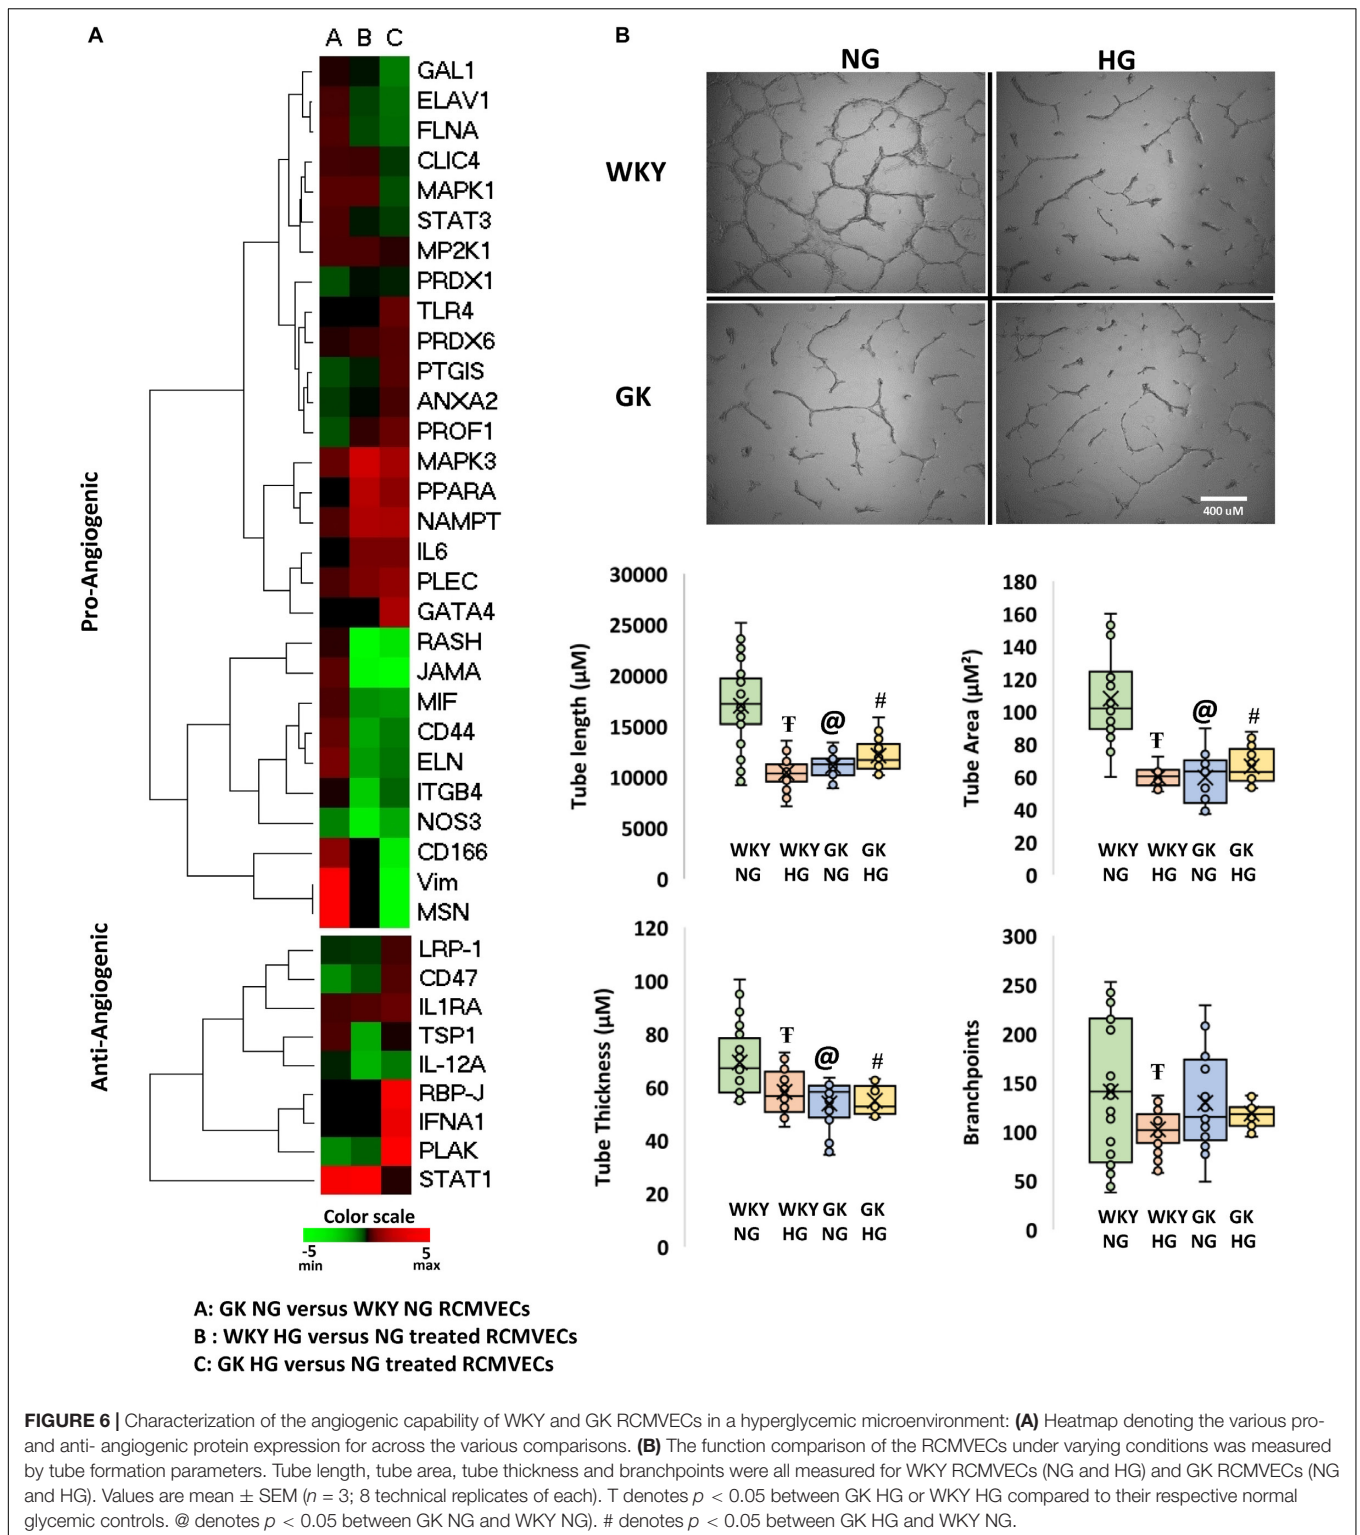 A
A B C
GAL1
ELAV1
FLNA
CLIC4
MAPK1
STAT3
MP2K1
PRDX1
TLR4
PRDX6
PTGIS
ANXA2
PROF1
MAPK3
PPARA
NAMPT
IL6
PLEC
GATA4
RASH
JAMA
MIF
CD44
ELN
ITGB4
NOS3
CD166
Vim
MSN
Pro-Angiogenic
LRP-1
CD47
IL1RA
TSP1
IL-12A
RBP-J
IFNA1
PLAK
STAT1
Anti-Angiogenic
Color scale
-5 5
min max
A: GK NG versus WKY NG RCMVECs
B : WKY HG versus NG treated RCMVECs
C: GK HG versus NG treated RCMVECs
B
NG HG
WKY
GK
400 uM
Tube length (μM)
30000
25000
20000
15000
10000
5000
0
Ŧ @ #
WKY WKY GK GK
NG HG NG HG
Tube Area (μM²)
180
160
140
120
100
80
60
40
20
0
Ŧ @ #
WKY WKY GK GK
NG HG NG HG
Tube Thickness (μM)
120
100
80
60
40
20
0
Ŧ @ #
WKY WKY GK GK
NG HG NG HG
Branchpoints
300
250
200
150
100
50
0
Ŧ
WKY WKY GK GK
NG HG NG HG
FIGURE 6 | Characterization of the angiogenic capability of WKY and GK RCMVECs in a hyperglycemic microenvironment: (A) Heatmap denoting the various pro-
and anti- angiogenic protein expression for across the various comparisons. (B) The function comparison of the RCMVECs under varying conditions was measured
by tube formation parameters. Tube length, tube area, tube thickness and branchpoints were all measured for WKY RCMVECs (NG and HG) and GK RCMVECs (NG
and HG). Values are mean ± SEM (n = 3; 8 technical replicates of each). T denotes p < 0.05 between GK HG or WKY HG compared to their respective normal
glycemic controls. @ denotes p < 0.05 between GK NG and WKY NG). # denotes p < 0.05 between GK HG and WKY NG.